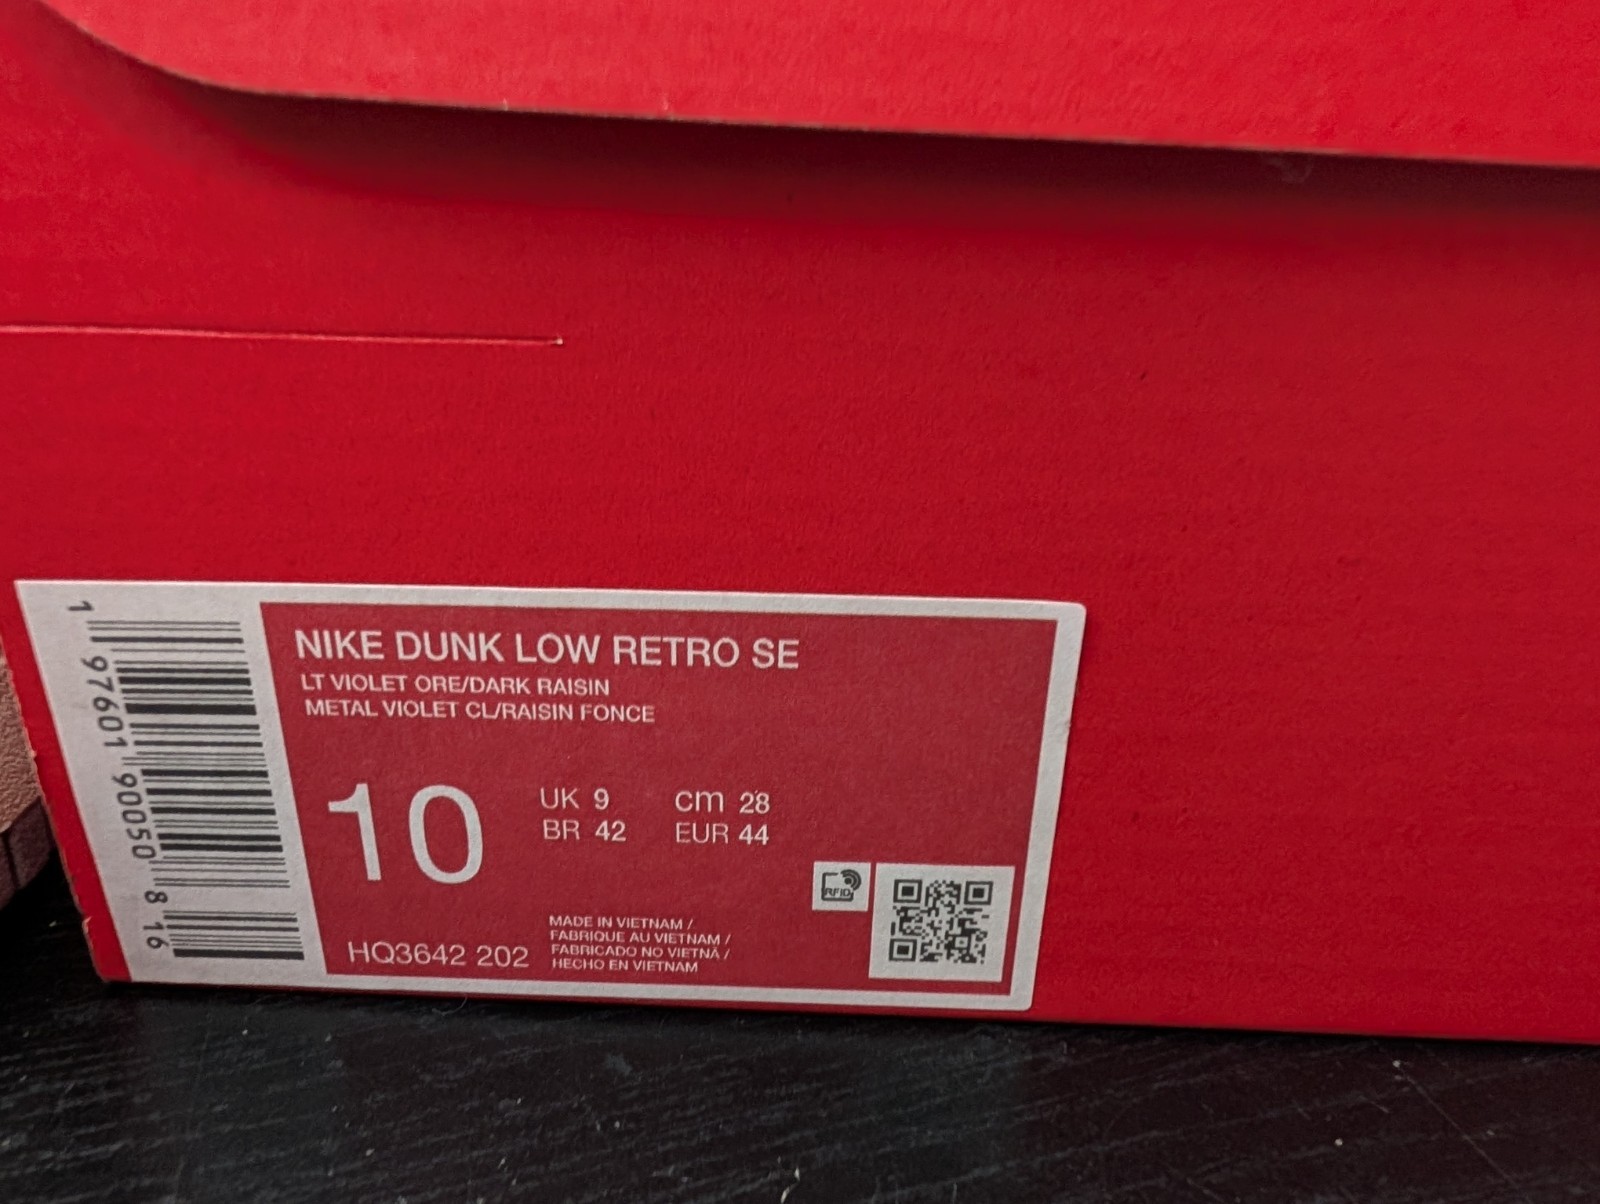 NIKE DUNK LOW RETRO SE
LT VIOLET ORE/DARK RAISIN
METAL VIOLET CL/RAISIN FONCE
10
UK 9
cm 28
BR 42
EUR 44
HQ3642 202
MADE IN VIETNAM /
FABRIQUE AU VIETNAM /
FABRICADO NO VIETNÃ /
HECHO EN VIETNAM
RFID
1 97601 90050 8 16